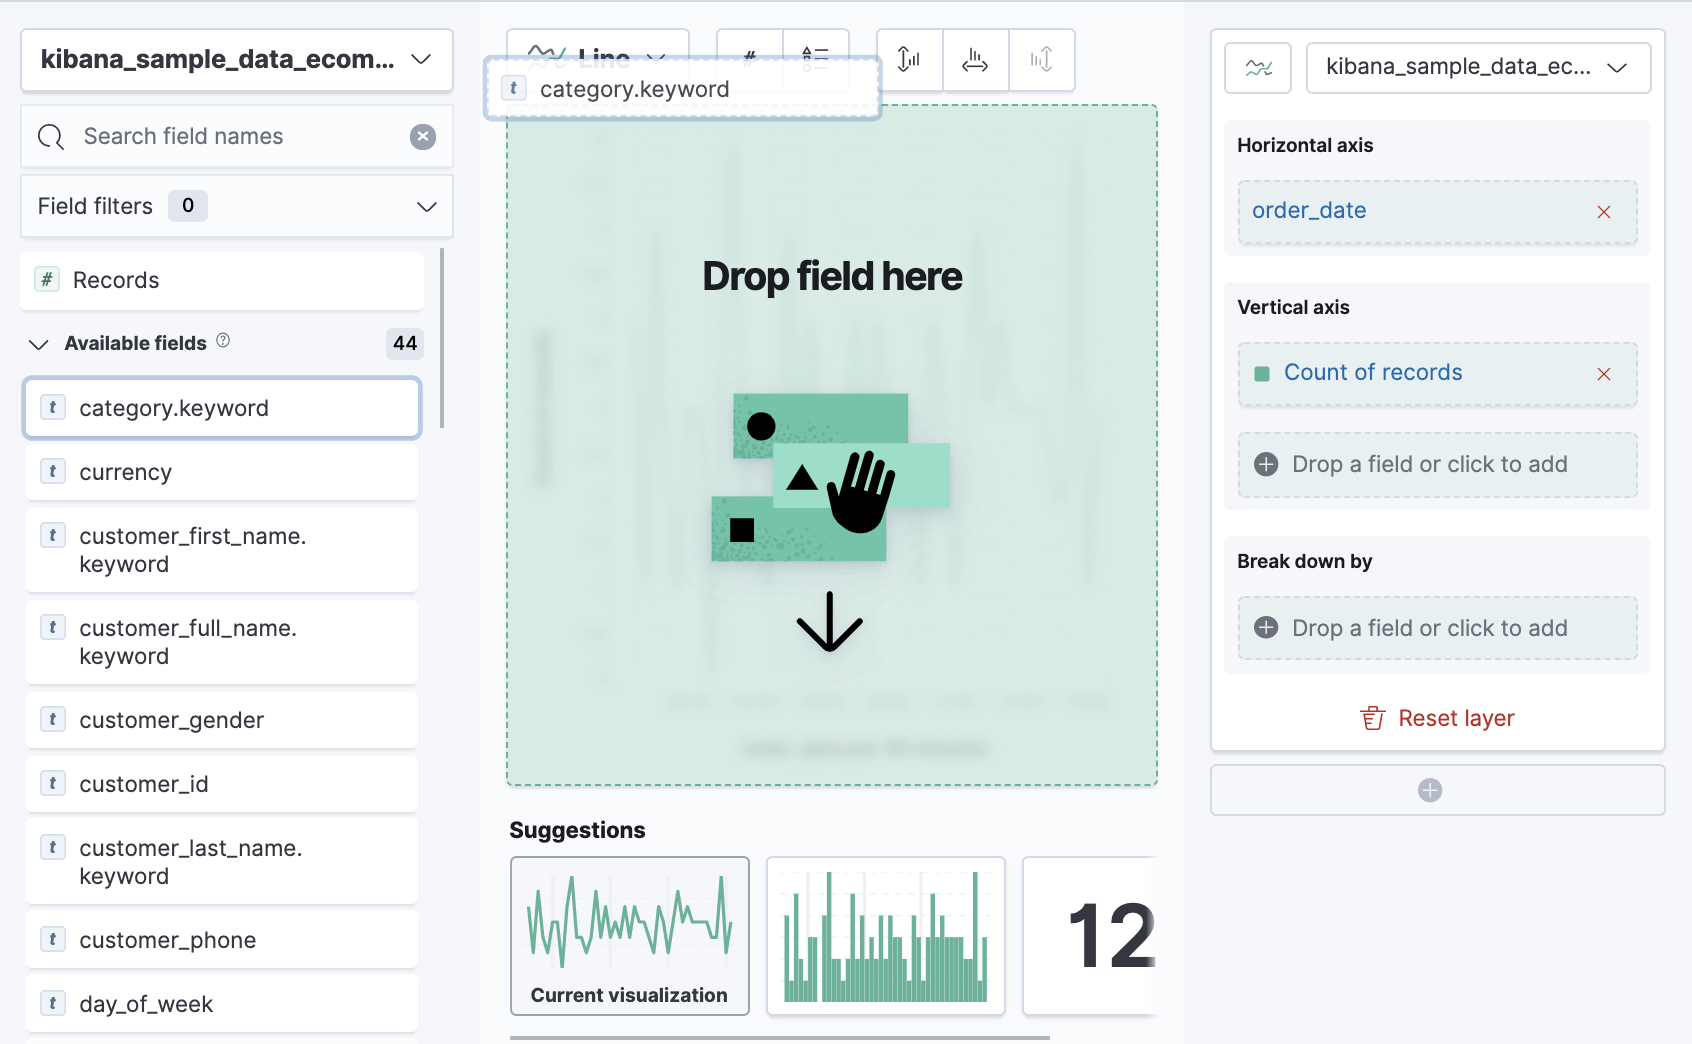 kibana_sample_data_ecom...
Search field names
Field filters 0
# Records
Available fields 44
t category.keyword
t currency
t customer_first_name.
keyword
t customer_full_name.
keyword
t customer_gender
t customer_id
t customer_last_name.
keyword
t customer_phone
t day_of_week
Line
#
t category.keyword
Drop field here
Suggestions
Current visualization
12
kibana_sample_data_ec...
Horizontal axis
order_date
Vertical axis
Count of records
Drop a field or click to add
Break down by
Drop a field or click to add
Reset layer